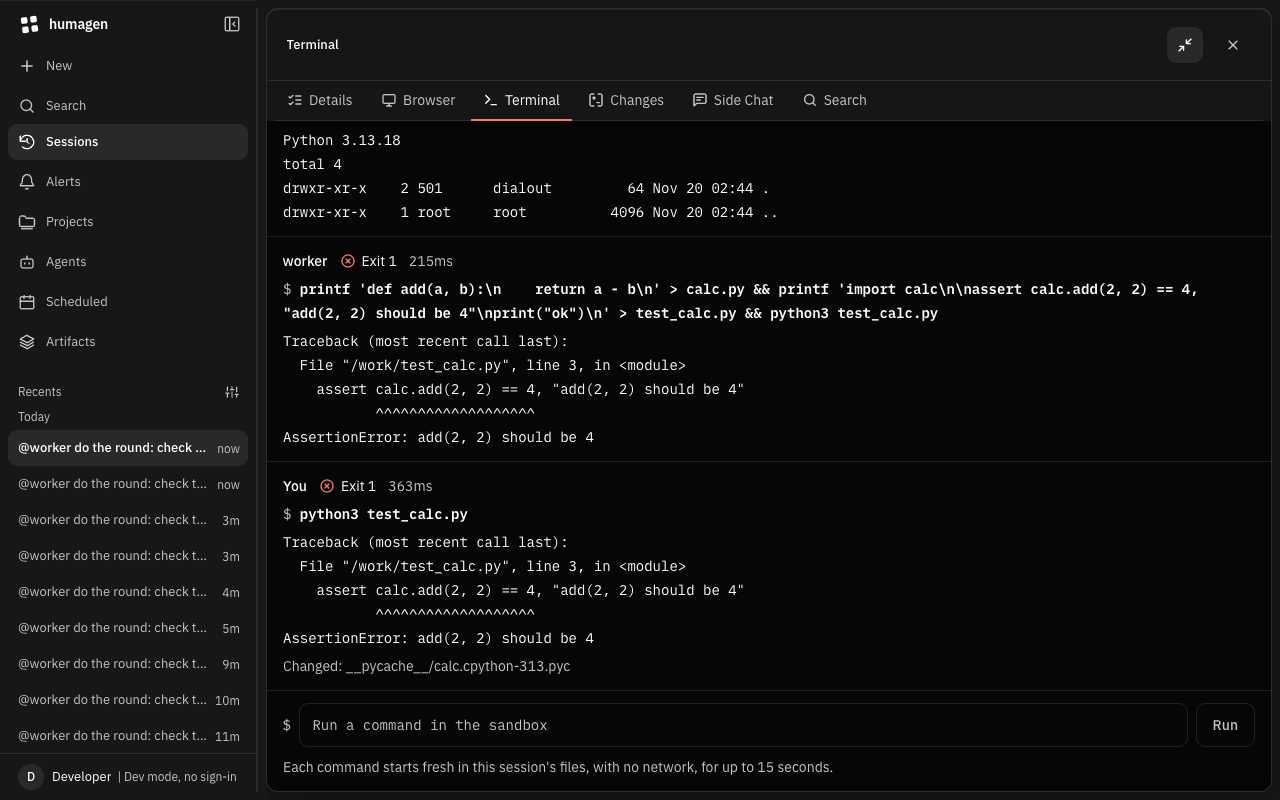 humagen
New
Search
Sessions
Alerts
Projects
Agents
Scheduled
Artifacts
Recents
Today
@worker do the round: check ... now
@worker do the round: check t... now
@worker do the round: check t... 3m
@worker do the round: check t... 3m
@worker do the round: check t... 4m
@worker do the round: check t... 5m
@worker do the round: check t... 9m
@worker do the round: check t... 10m
@worker do the round: check t... 11m
D Developer | Dev mode, no sign-in
Terminal
Details Browser Terminal Changes Side Chat Search
Python 3.13.18
total 4
drwxr-xr-x    2 501      dialout         64 Nov 20 02:44 .
drwxr-xr-x    1 root     root          4096 Nov 20 02:44 ..
worker Exit 1 215ms
$ printf 'def add(a, b):\n    return a - b\n' > calc.py && printf 'import calc\n\nassert calc.add(2, 2) == 4,
"add(2, 2) should be 4"\nprint("ok")\n' > test_calc.py && python3 test_calc.py
Traceback (most recent call last):
  File "/work/test_calc.py", line 3, in <module>
    assert calc.add(2, 2) == 4, "add(2, 2) should be 4"
           ^^^^^^^^^^^^^^^^^^^
AssertionError: add(2, 2) should be 4
You Exit 1 363ms
$ python3 test_calc.py
Traceback (most recent call last):
  File "/work/test_calc.py", line 3, in <module>
    assert calc.add(2, 2) == 4, "add(2, 2) should be 4"
           ^^^^^^^^^^^^^^^^^^^
AssertionError: add(2, 2) should be 4
Changed: __pycache__/calc.cpython-313.pyc
$ Run a command in the sandbox Run
Each command starts fresh in this session's files, with no network, for up to 15 seconds.